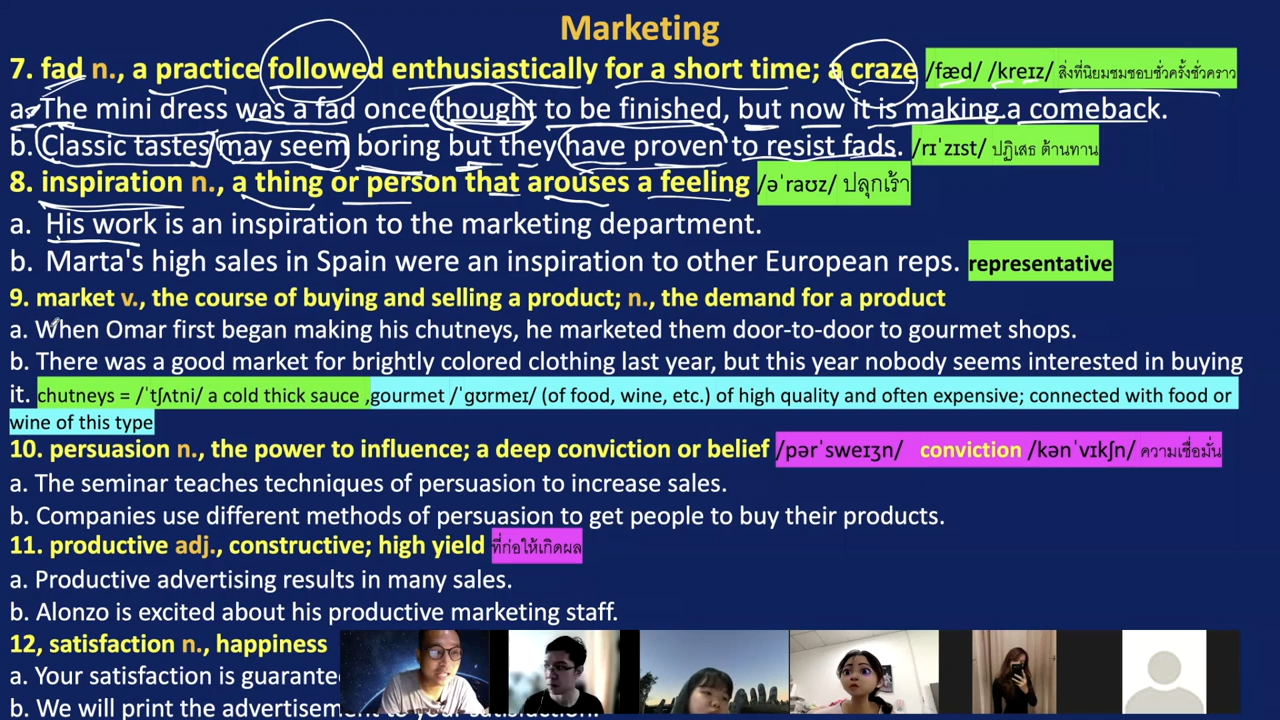 Marketing
7. fad n., a practice followed enthusiastically for a short time; a craze /fæd/ /kreɪz/ สิ่งที่นิยมชมชอบชั่วครั้งชั่วคราว
a. The mini dress was a fad once thought to be finished, but now it is making a comeback.
b. Classic tastes may seem boring but they have proven to resist fads. /rɪˈzɪst/ ปฏิเสธ ต้านทาน
8. inspiration n., a thing or person that arouses a feeling /əˈraʊz/ ปลุกเร้า
a. His work is an inspiration to the marketing department.
b. Marta's high sales in Spain were an inspiration to other European reps. representative
9. market v., the course of buying and selling a product; n., the demand for a product
a. When Omar first began making his chutneys, he marketed them door-to-door to gourmet shops.
b. There was a good market for brightly colored clothing last year, but this year nobody seems interested in buying
it. chutneys = /ˈtʃʌtni/ a cold thick sauce ,gourmet /ˈɡʊrmeɪ/ (of food, wine, etc.) of high quality and often expensive; connected with food or
wine of this type
10. persuasion n., the power to influence; a deep conviction or belief /pərˈsweɪʒn/ conviction /kənˈvɪkʃn/ ความเชื่อมั่น
a. The seminar teaches techniques of persuasion to increase sales.
b. Companies use different methods of persuasion to get people to buy their products.
11. productive adj., constructive; high yield ที่ก่อให้เกิดผล
a. Productive advertising results in many sales.
b. Alonzo is excited about his productive marketing staff.
12, satisfaction n., happiness
a. Your satisfaction is guarante
b. We will print the advertisement to your satisfaction.